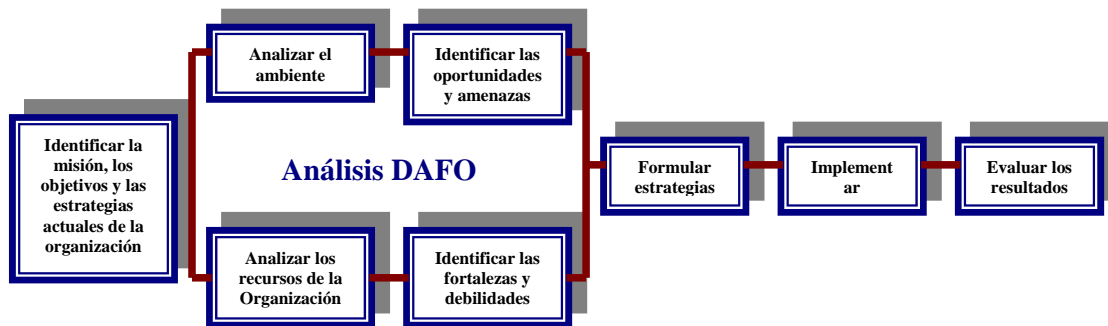 Identificar la
misión, los
objetivos y las
estrategias
actuales de la
organización
Analizar el
ambiente
Identificar las
oportunidades
y amenazas
Análisis DAFO
Analizar los
recursos de la
Organización
Identificar las
fortalezas y
debilidades
Formular
estrategias
Implement
ar
Evaluar los
resultados